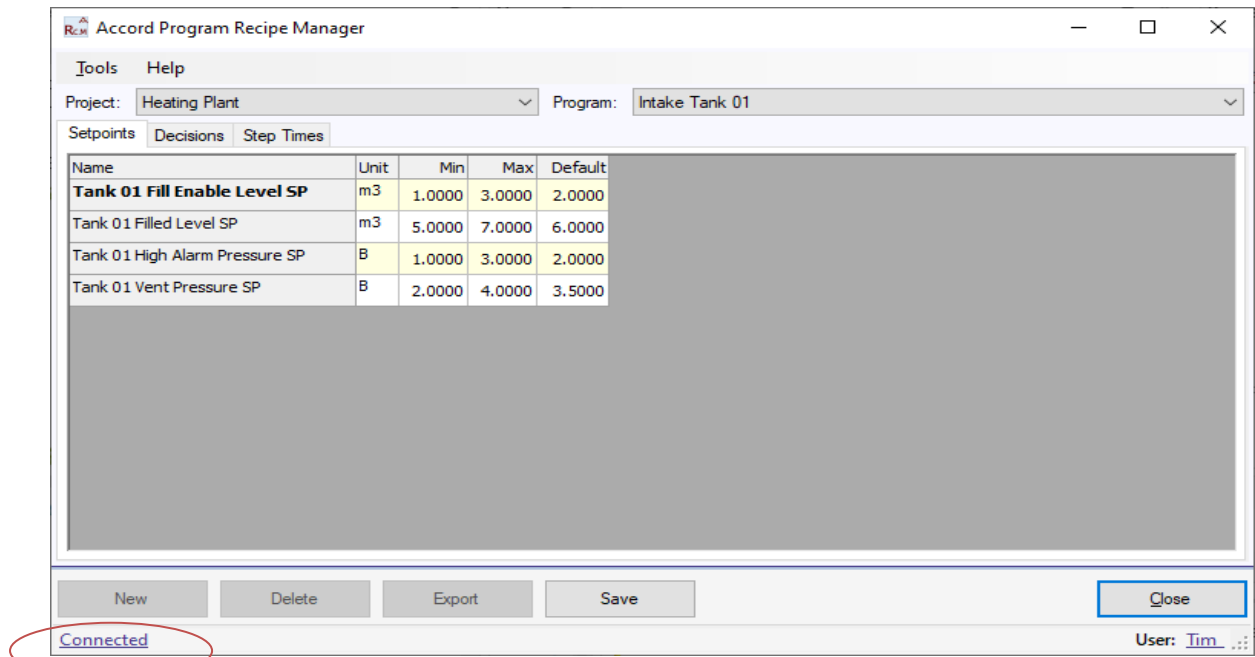 RcM Accord Program Recipe Manager
Tools Help
Project: Heating Plant Program: Intake Tank 01
Setpoints Decisions Step Times
Name Unit Min Max Default
Tank 01 Fill Enable Level SP m3 1.0000 3.0000 2.0000
Tank 01 Filled Level SP m3 5.0000 7.0000 6.0000
Tank 01 High Alarm Pressure SP B 1.0000 3.0000 2.0000
Tank 01 Vent Pressure SP B 2.0000 4.0000 3.5000
New Delete Export Save Close
Connected User: Tim